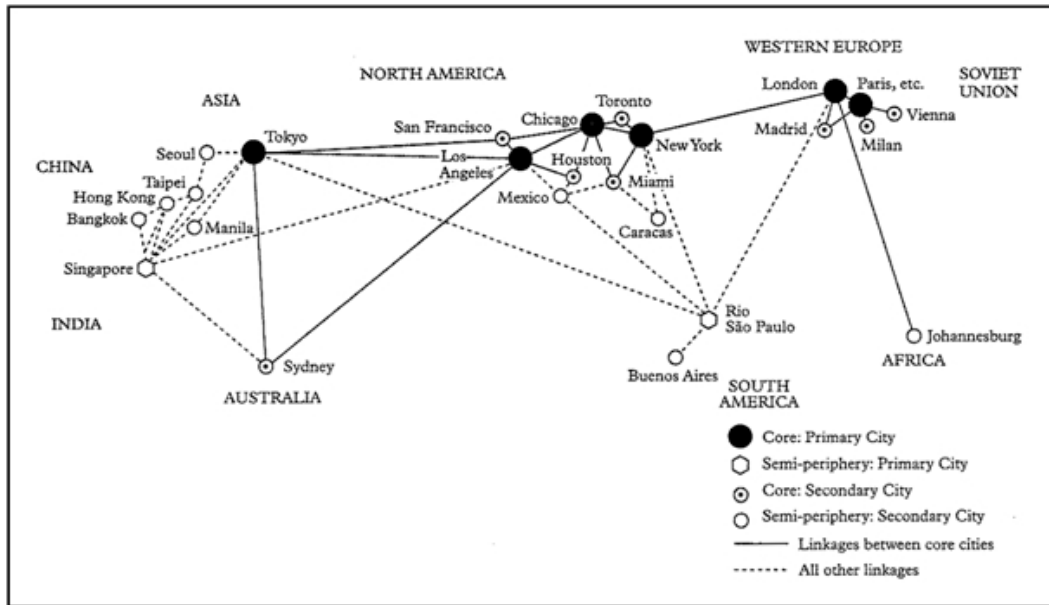 WESTERN EUROPE
NORTH AMERICA
London
Paris, etc.
SOVIET
UNION
ASIA
Toronto
Chicago
San Francisco
Vienna
Madrid
Tokyo
New York
Milan
Seoul
Los
Angeles
Houston
CHINA
Taipei
Miami
Hong Kong
Mexico
Bangkok
Manila
Caracas
Singapore
Rio
São Paulo
INDIA
Johannesburg
AFRICA
Sydney
Buenos Aires
AUSTRALIA
SOUTH
AMERICA
Core: Primary City
Semi-periphery: Primary City
Core: Secondary City
Semi-periphery: Secondary City
Linkages between core cities
All other linkages